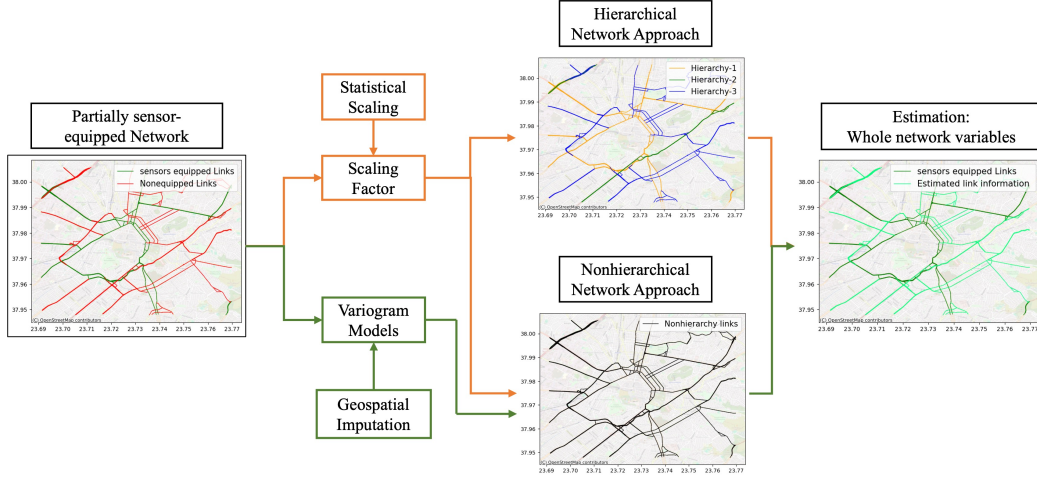 Hierarchical
Network Approach
Statistical
Scaling
Scaling
Factor
Partially sensor-
equipped Network
sensors equipped Links
Nonequipped Links
38.00
37.99
37.98
37.97
37.96
37.95
(C) OpenStreetMap contributors
23.69 23.70 23.71 23.72 23.73 23.74 23.75 23.76 23.77
Hierarchy-1
Hierarchy-2
Hierarchy-3
38.00
37.99
37.98
37.97
37.96
37.95
(C) OpenStreetMap contributors
23.69 23.70 23.71 23.72 23.73 23.74 23.75 23.76 23.77
Estimation:
Whole network variables
sensors equipped Links
Estimated link information
38.00
37.99
37.98
37.97
37.96
37.95
(C) OpenStreetMap contributors
23.69 23.70 23.71 23.72 23.73 23.74 23.75 23.76 23.77
Variogram
Models
Geospatial
Imputation
Nonhierarchical
Network Approach
Nonhierarchy links
38.00
37.99
37.98
37.97
37.96
37.95
(C) OpenStreetMap contributors
23.69 23.70 23.71 23.72 23.73 23.74 23.75 23.76 23.77